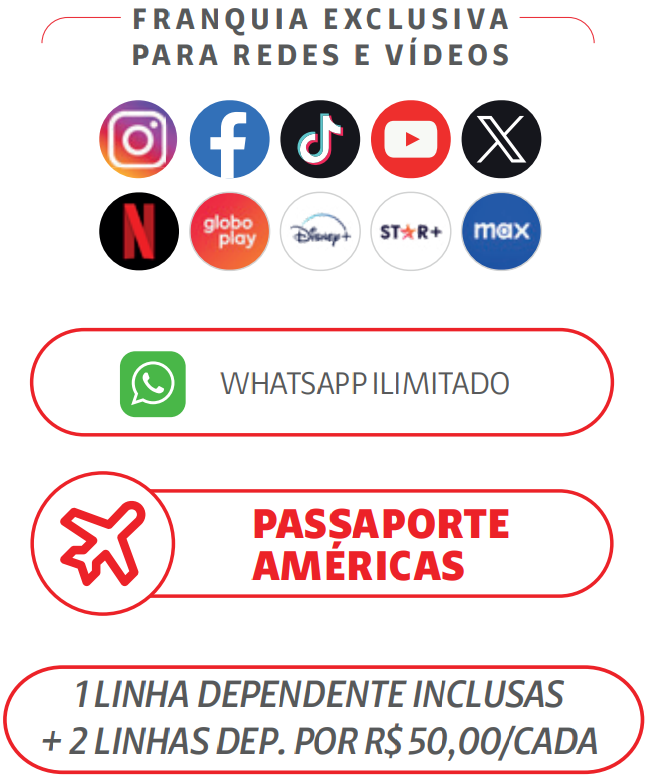 FRANQUIA EXCLUSIVA
PARA REDES E VÍDEOS
globo
play
Disney+
STAR+
max
WHATSAPP ILIMITADO
PASSAPORTE
AMÉRICAS
1 LINHA DEPENDENTE INCLUSAS
+ 2 LINHAS DEP. POR R$ 50,00/CADA